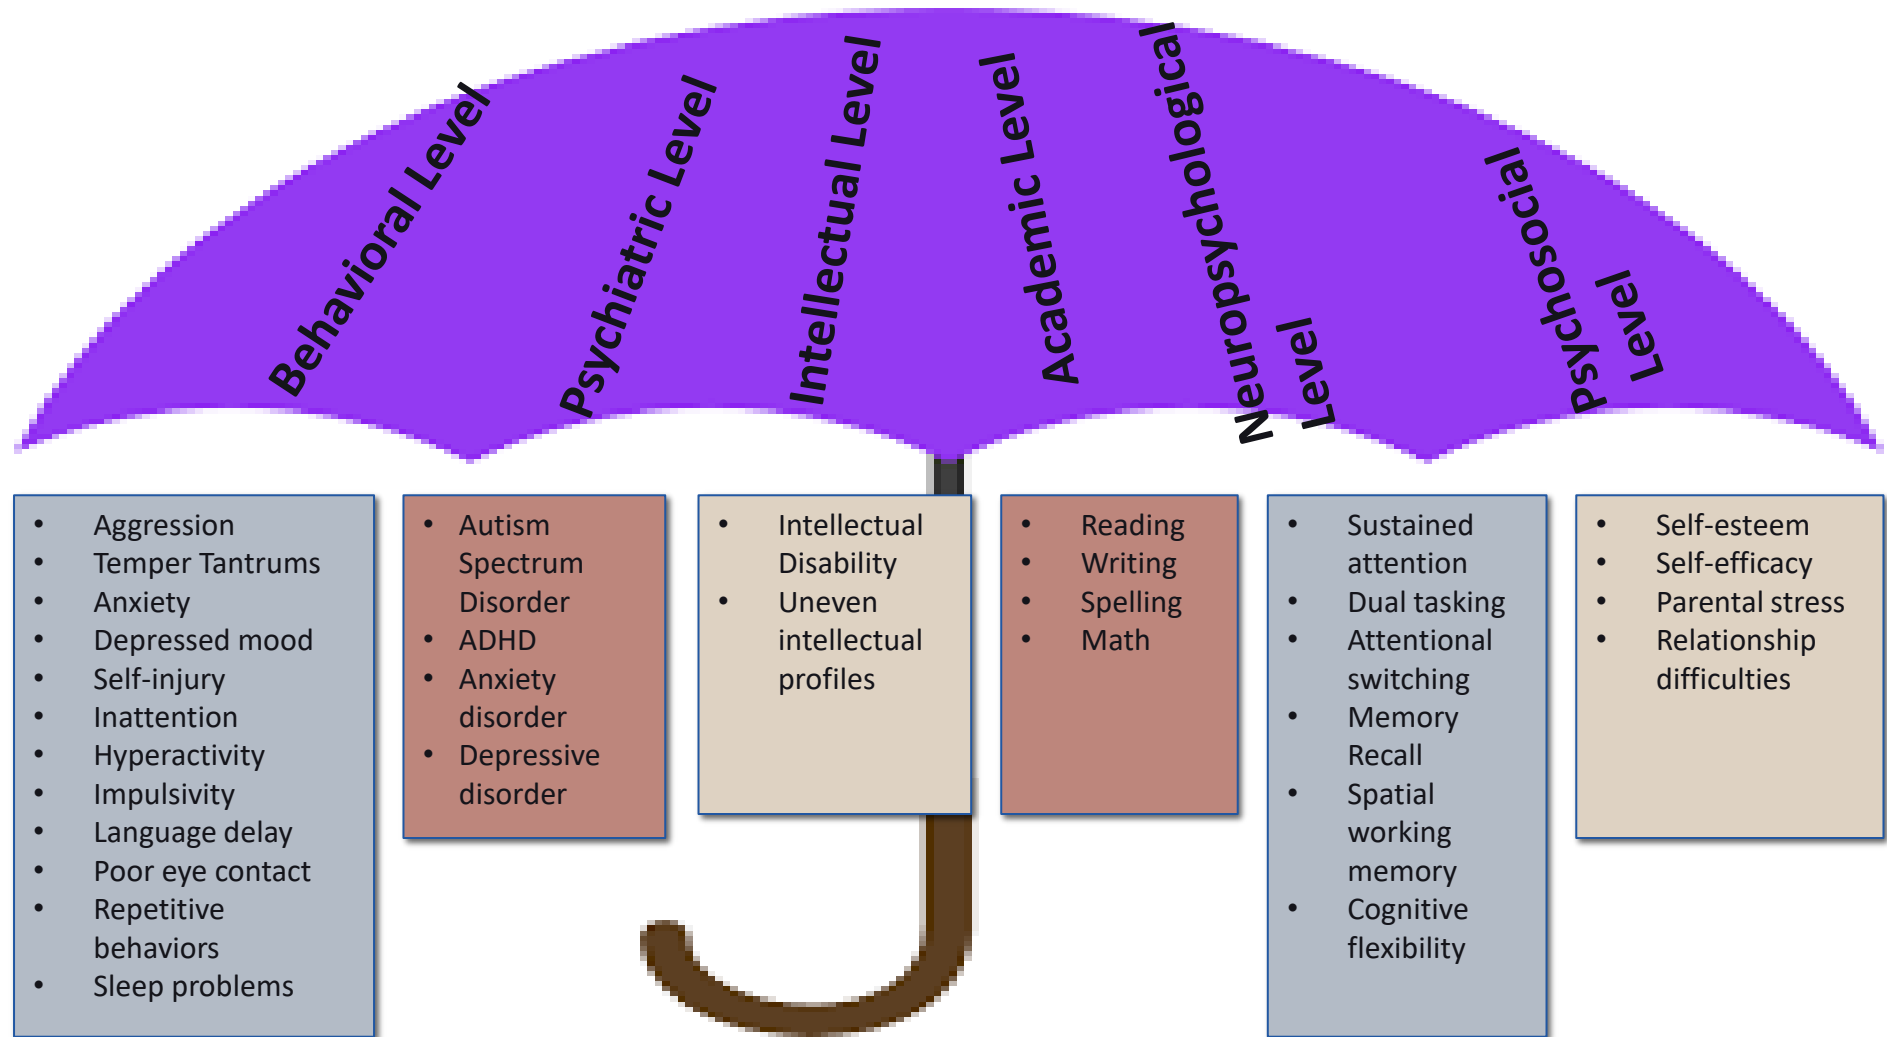 Behavioral Level
Psychiatric Level
Intellectual Level
Academic Level
Neuropsychological
Level
Psychosocial
Level
• Aggression
• Temper Tantrums
• Anxiety
• Depressed mood
• Self-injury
• Inattention
• Hyperactivity
• Impulsivity
• Language delay
• Poor eye contact
• Repetitive
behaviors
• Sleep problems
• Autism
Spectrum
Disorder
• ADHD
• Anxiety
disorder
• Depressive
disorder
• Intellectual
Disability
• Uneven
intellectual
profiles
• Reading
• Writing
• Spelling
• Math
• Sustained
attention
• Dual tasking
• Attentional
switching
• Memory
Recall
• Spatial
working
memory
• Cognitive
flexibility
• Self-esteem
• Self-efficacy
• Parental stress
• Relationship
difficulties